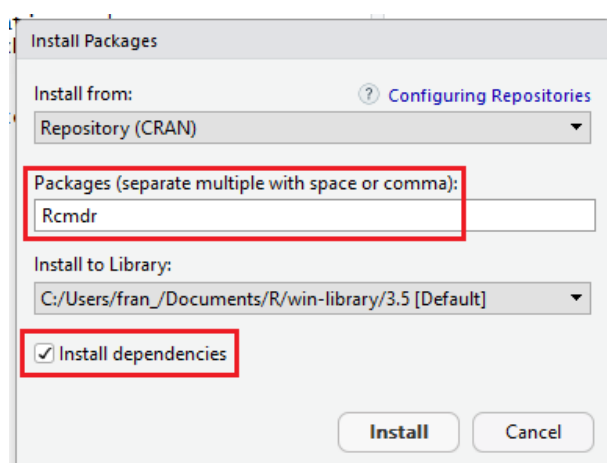 Install Packages
Install from:
? Configuring Repositories
Repository (CRAN)
Packages (separate multiple with space or comma):
Rcmdr
Install to Library:
C:/Users/fran_/Documents/R/win-library/3.5 [Default]
Install dependencies
Install
Cancel